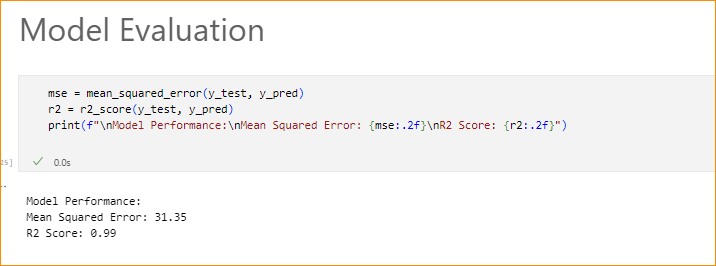 Model Evaluation
mse = mean_squared_error(y_test, y_pred)
r2 = r2_score(y_test, y_pred)
print(f"\nModel Performance:\nMean Squared Error: {mse:.2f}\nR2 Score: {r2:.2f}")
25] ✓ 0.0s
..
Model Performance:
Mean Squared Error: 31.35
R2 Score: 0.99